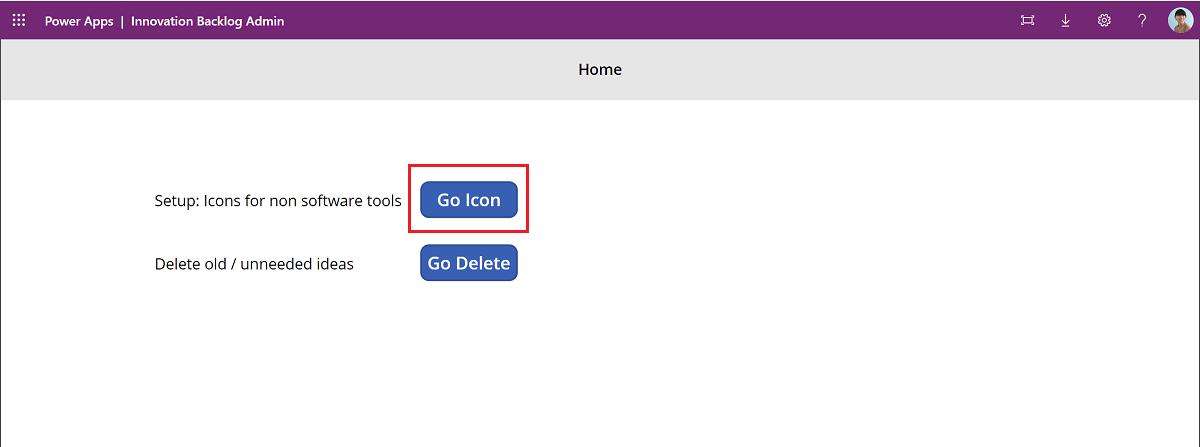 Power Apps | Innovation Backlog Admin
Home
Setup: Icons for non software tools Go Icon
Delete old / unneeded ideas Go Delete